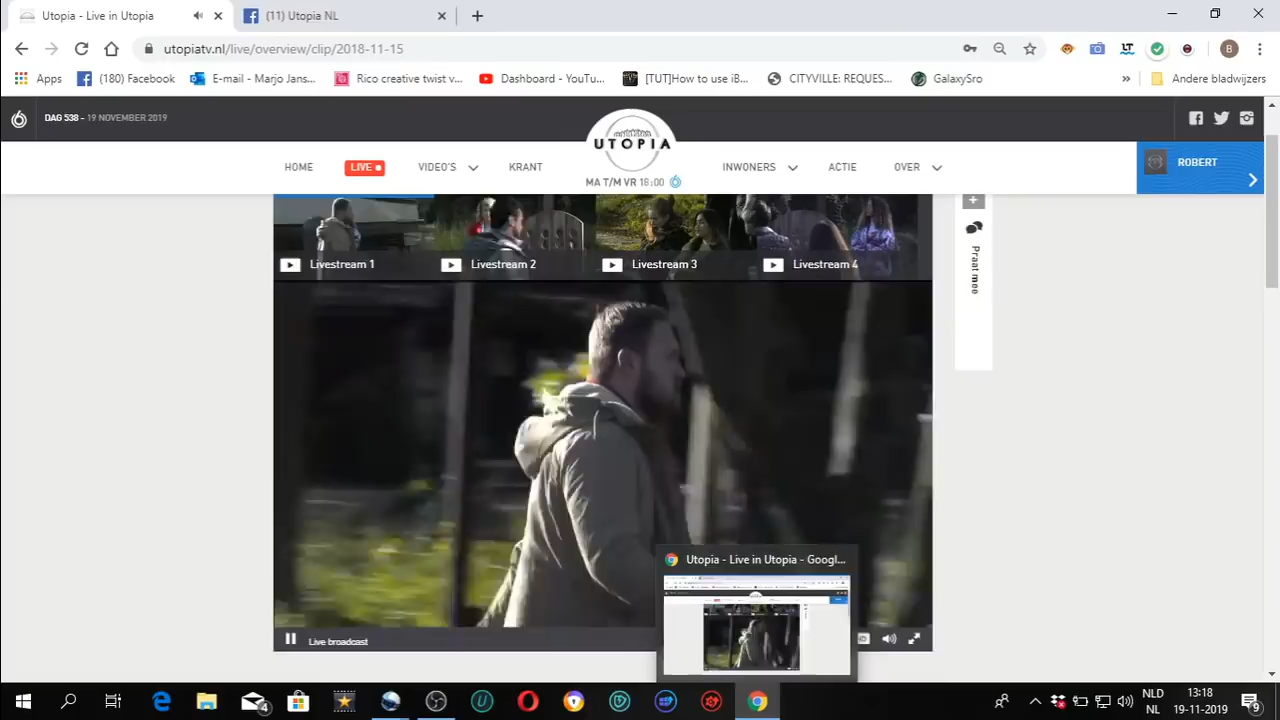 Utopia - Live in Utopia
(11) Utopia NL
utopiatv.nl/live/overview/clip/2018-11-15
B
Apps
(180) Facebook
E-mail - Marjo Jans...
Rico creative twist v...
Dashboard - YouTu...
[TUT]How to use iB...
CITYVILLE: REQUES...
GalaxySro
»
Andere bladwijzers
DAG 538 - 19 NOVEMBER 2019
HOME
LIVE
VIDEO'S
KRANT
UTOPIA
MA T/M VR 18:00
INWONERS
ACTIE
OVER
ROBERT
Livestream 1
Livestream 2
Livestream 3
Livestream 4
Praat mee
Utopia - Live in Utopia - Googl...
Live broadcast
4
NLD
NL
13:18
19-11-2019
9